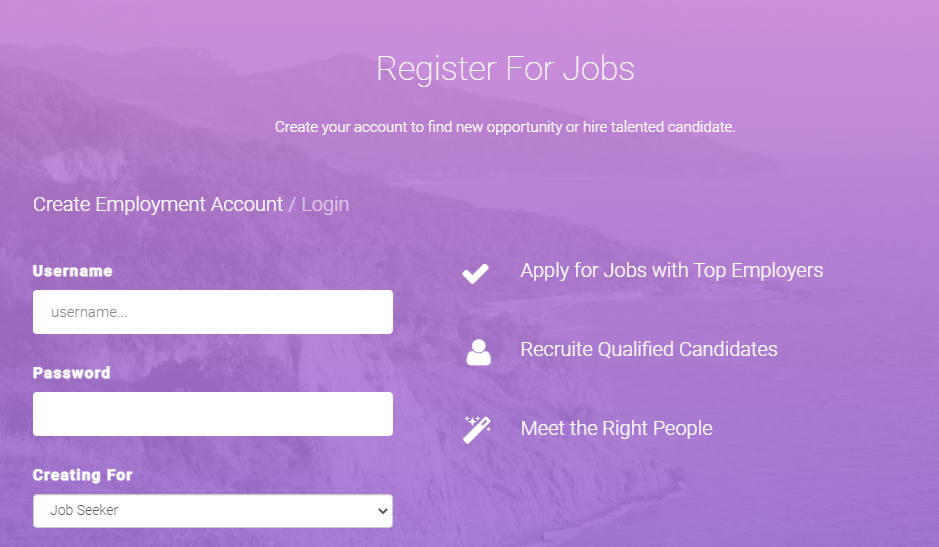 Register For Jobs
Create your account to find new opportunity or hire talented candidate.
Create Employment Account / Login
Username
username...
Password
Creating For
Job Seeker
Apply for Jobs with Top Employers
Recruite Qualified Candidates
Meet the Right People